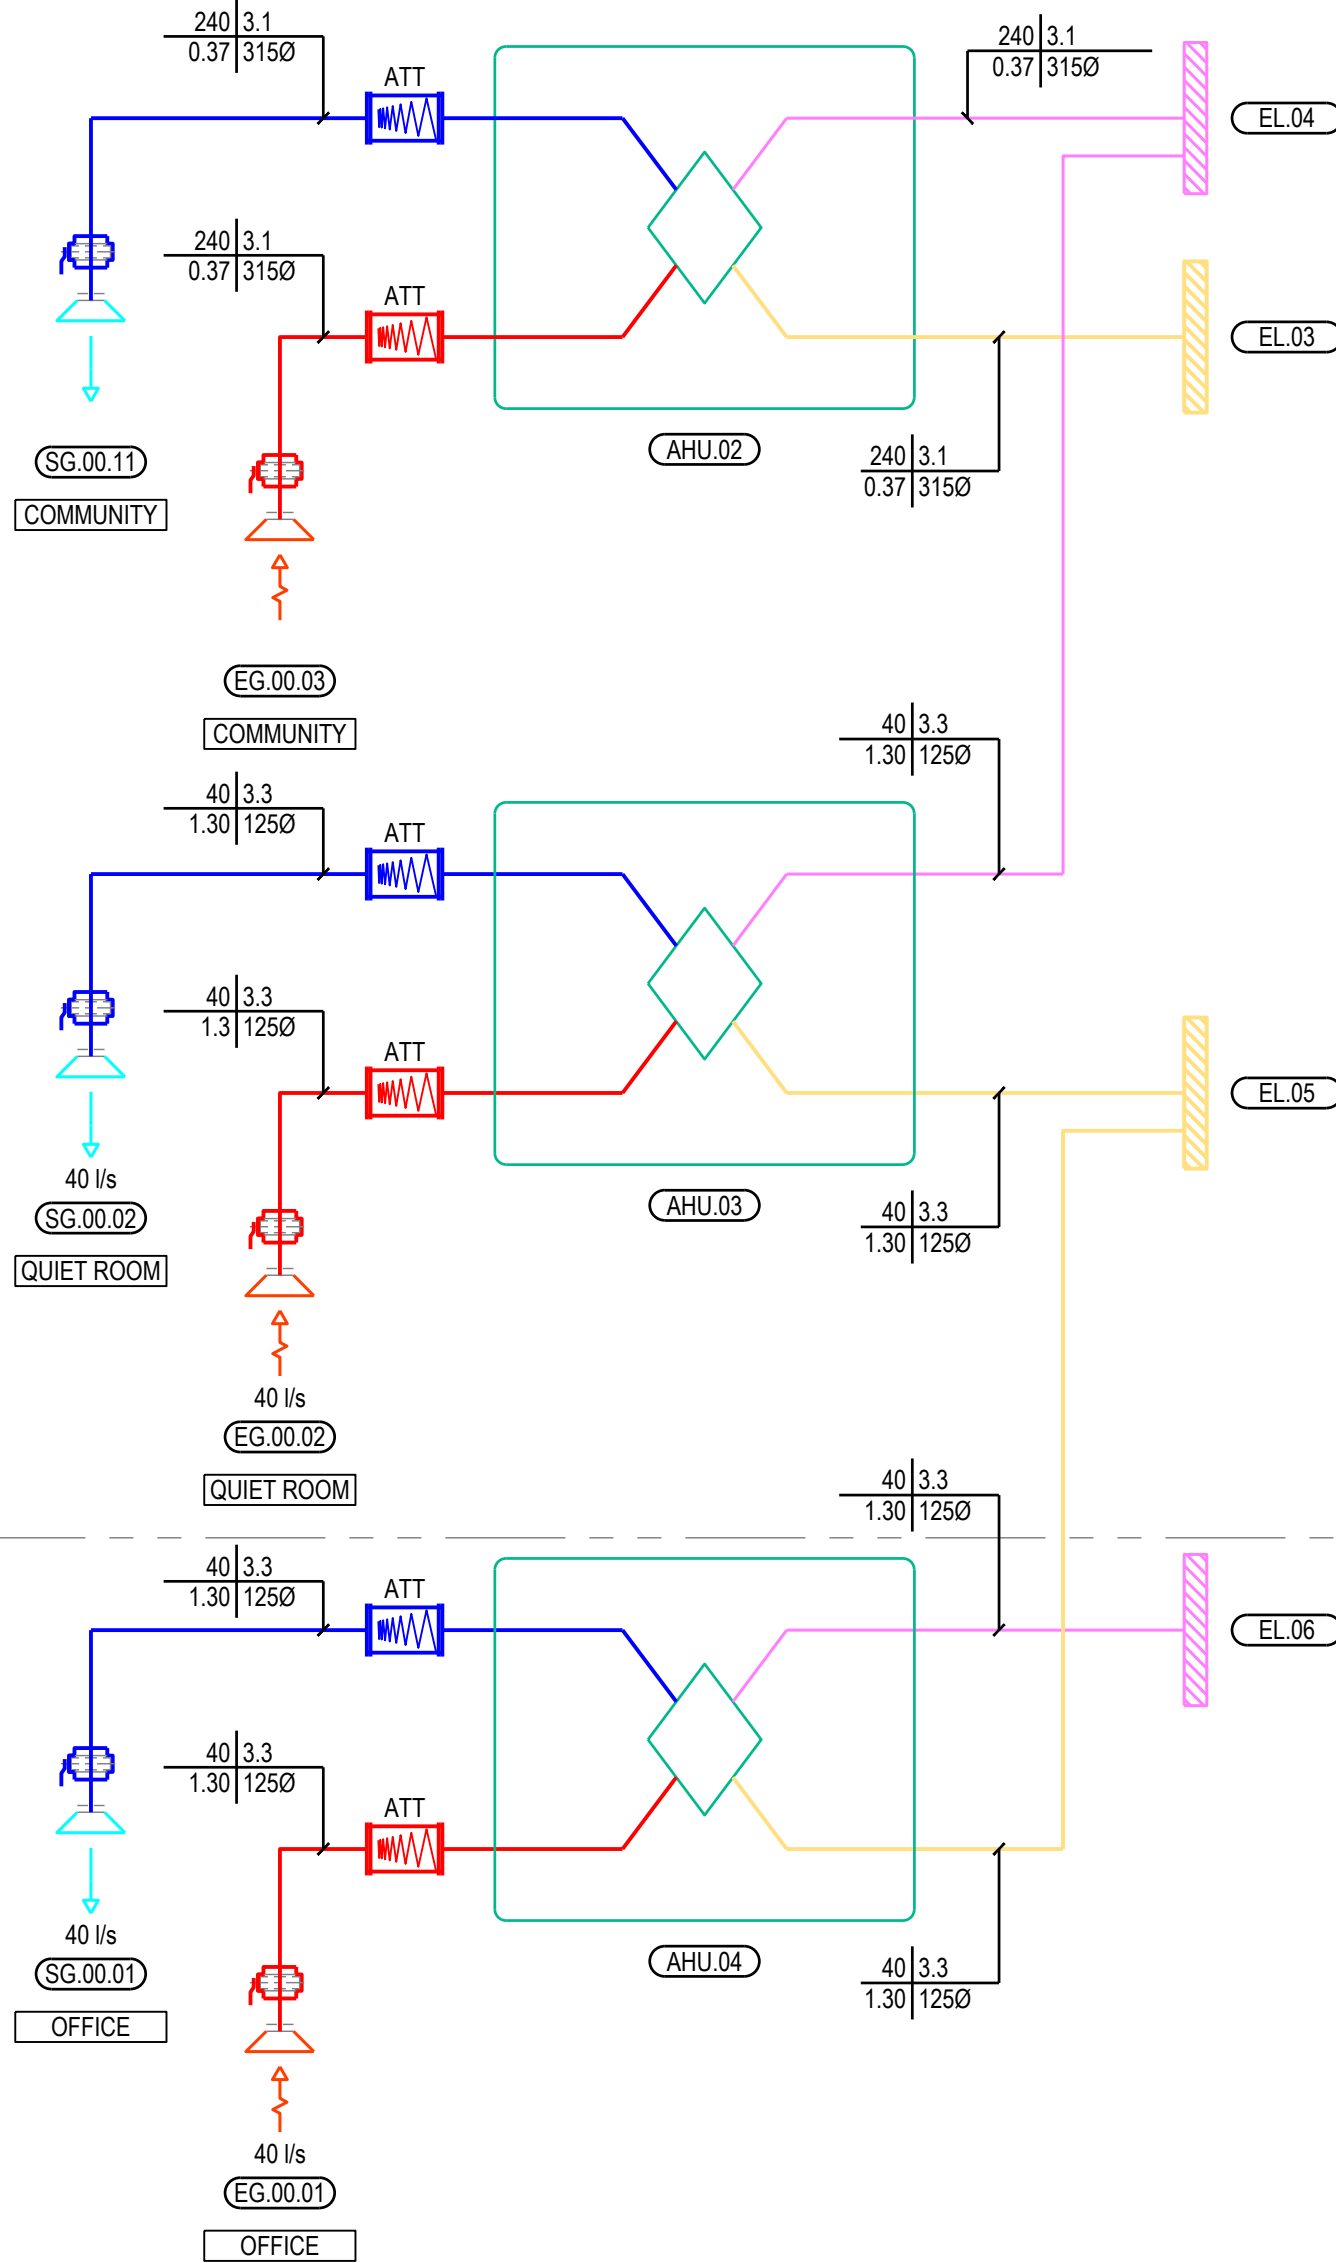 240 3.1
0.37 315Ø
240 3.1
0.37 315Ø
ATT
EL.04
240 3.1
0.37 315Ø
ATT
EL.03
SG.00.11
COMMUNITY
AHU.02
240 3.1
0.37 315Ø
EG.00.03
COMMUNITY
40 3.3
1.30 125Ø
40 3.3
1.30 125Ø
ATT
40 3.3
1.3 125Ø
ATT
EL.05
40 l/s
SG.00.02
QUIET ROOM
AHU.03
40 3.3
1.30 125Ø
40 l/s
EG.00.02
QUIET ROOM
40 3.3
1.30 125Ø
40 3.3
1.30 125Ø
ATT
EL.06
40 3.3
1.30 125Ø
ATT
40 l/s
SG.00.01
OFFICE
AHU.04
40 3.3
1.30 125Ø
40 l/s
EG.00.01
OFFICE